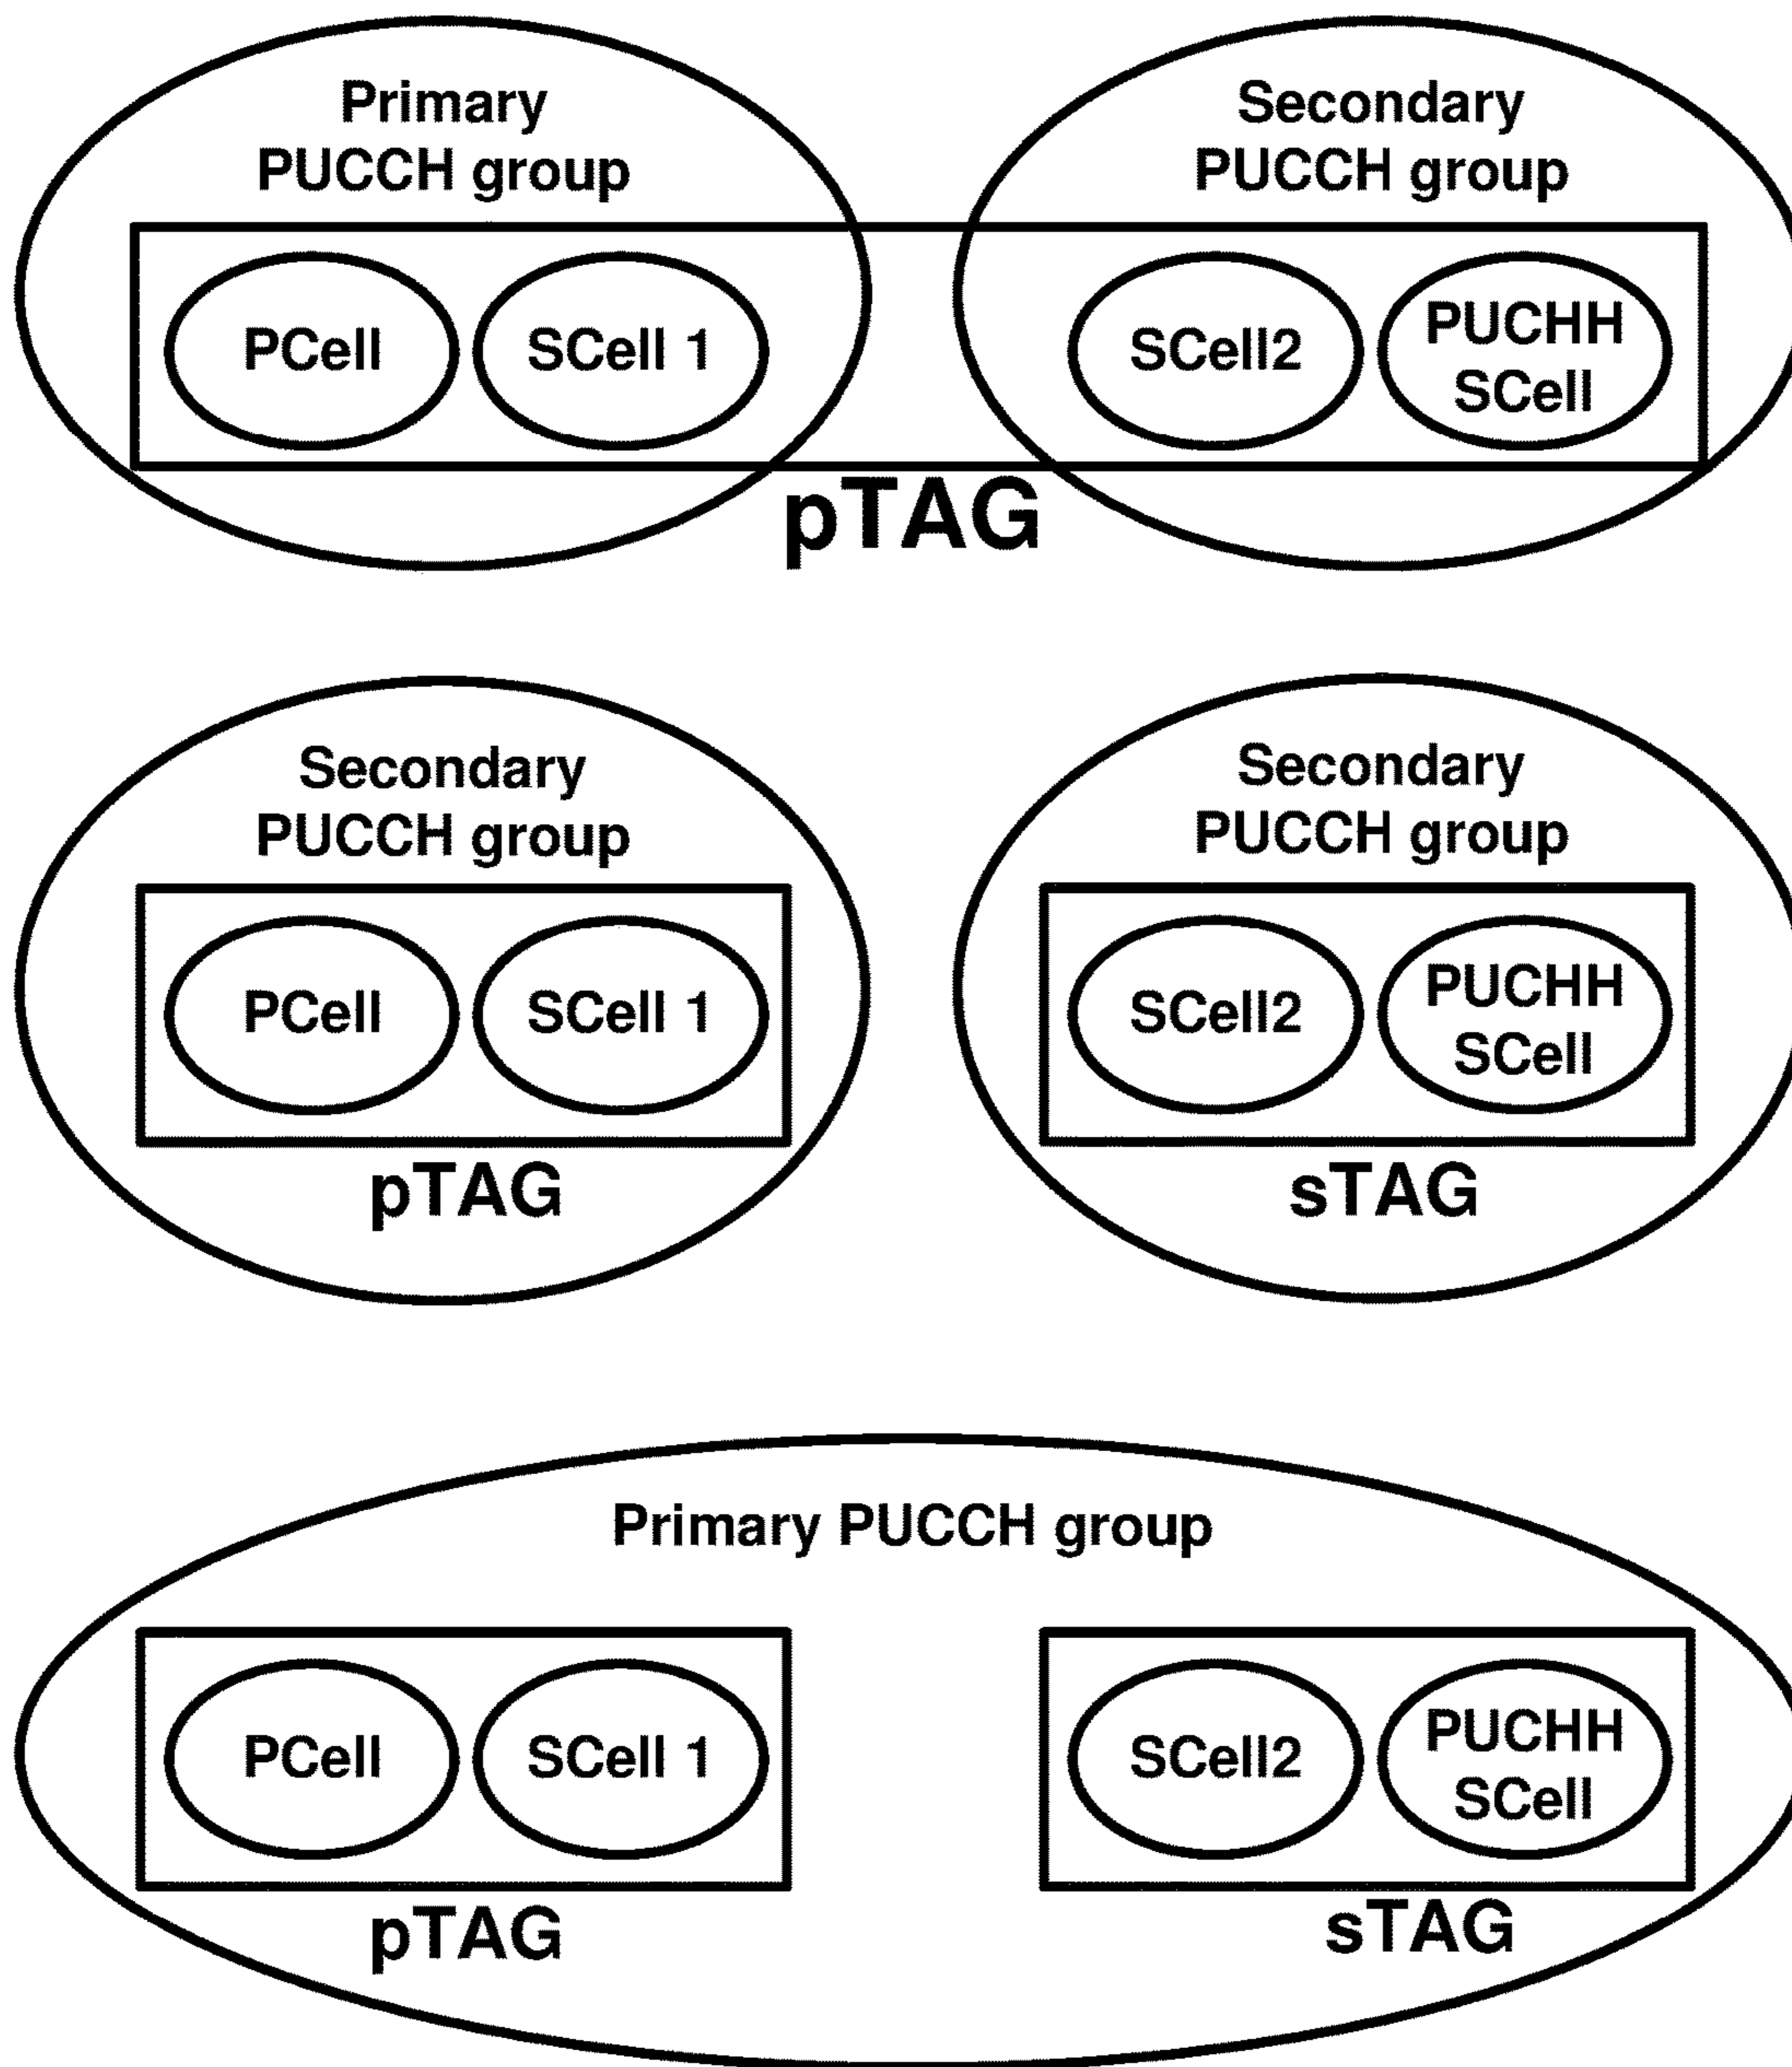 Primary
PUCCH group
Secondary
PUCCH group
PCell
SCell 1
SCell2
PUCHH
SCell
pTAG
Secondary
PUCCH group
Secondary
PUCCH group
PCell
SCell 1
SCell2
PUCHH
SCell
pTAG
sTAG
Primary PUCCH group
PCell
SCell 1
SCell2
PUCHH
SCell
pTAG
sTAG